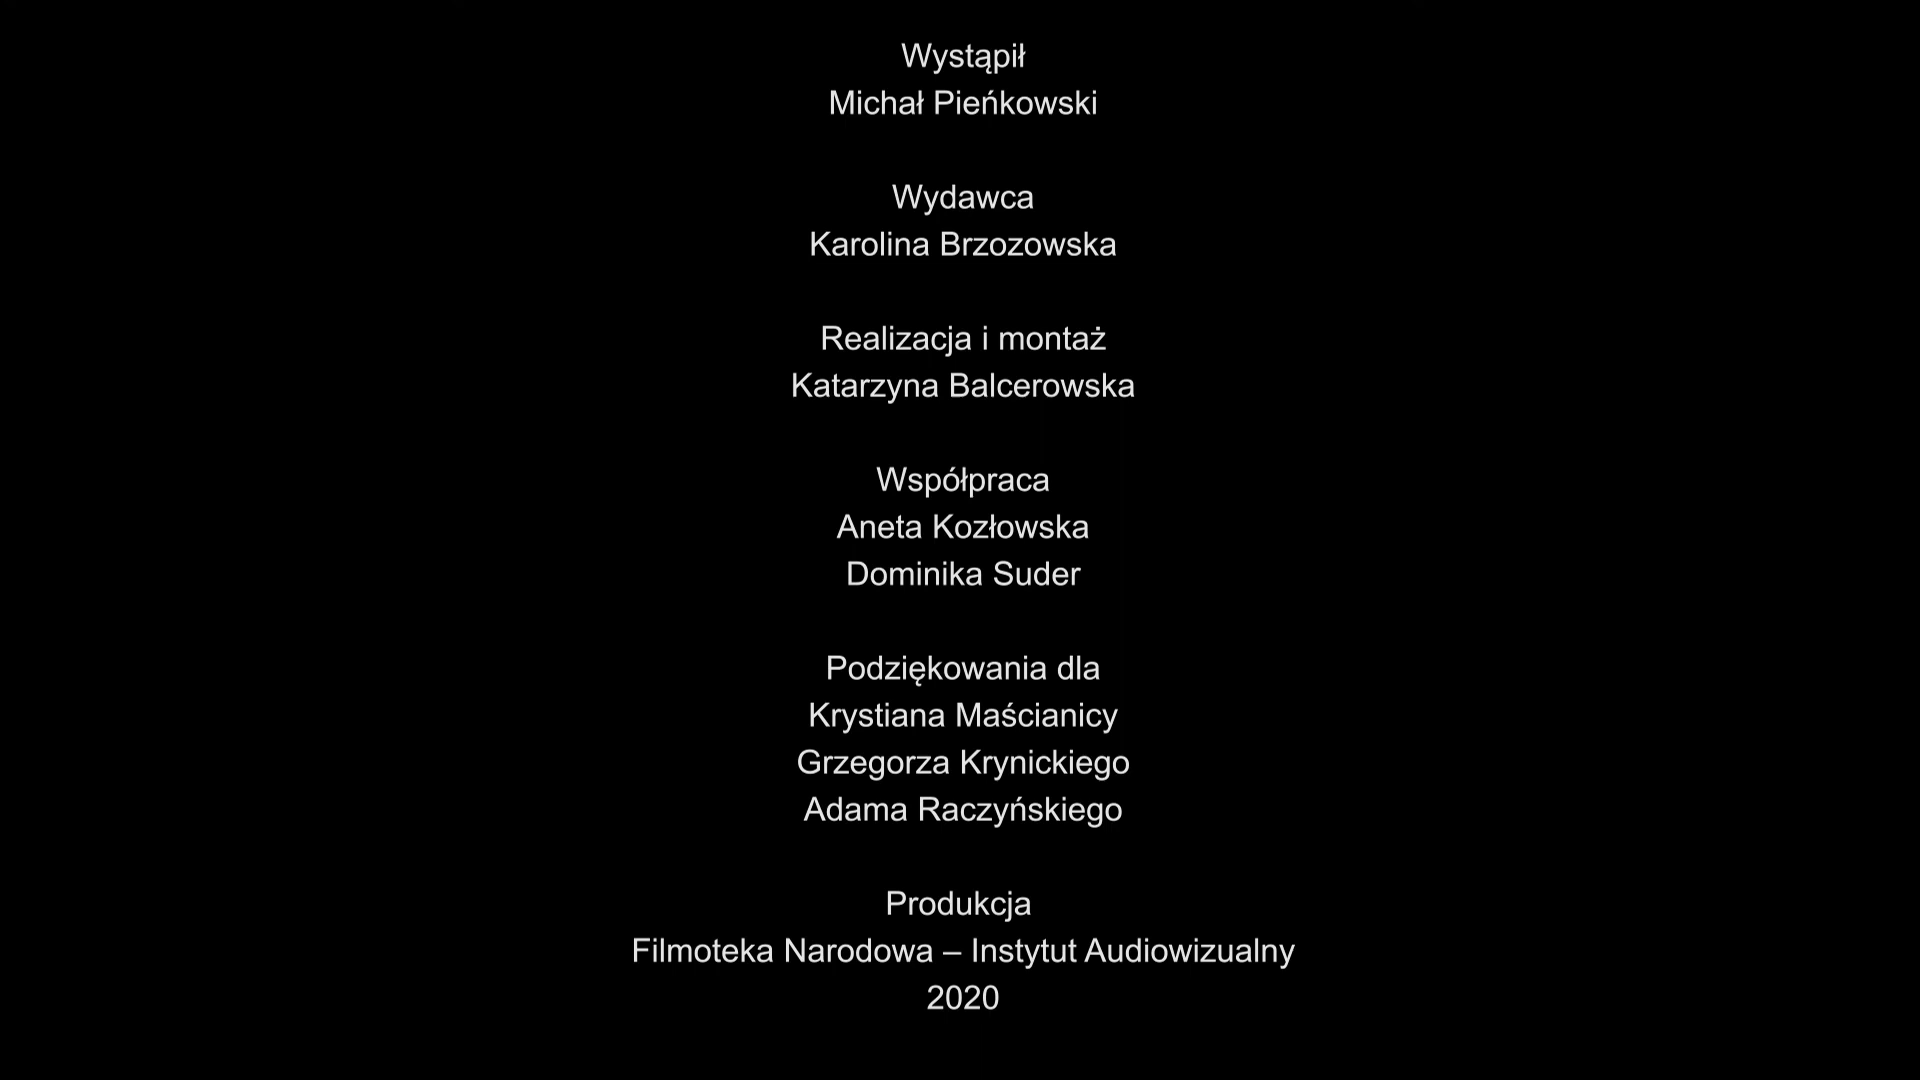 Wystąpił
Michał Pieńkowski
Wydawca
Karolina Brzozowska
Realizacja i montaż
Katarzyna Balcerowska
Współpraca
Aneta Kozłowska
Dominika Suder
Podziękowania dla
Krystiana Maścianicy
Grzegorza Krynickiego
Adama Raczyńskiego
Produkcja
Filmoteka Narodowa – Instytut Audiowizualny
2020